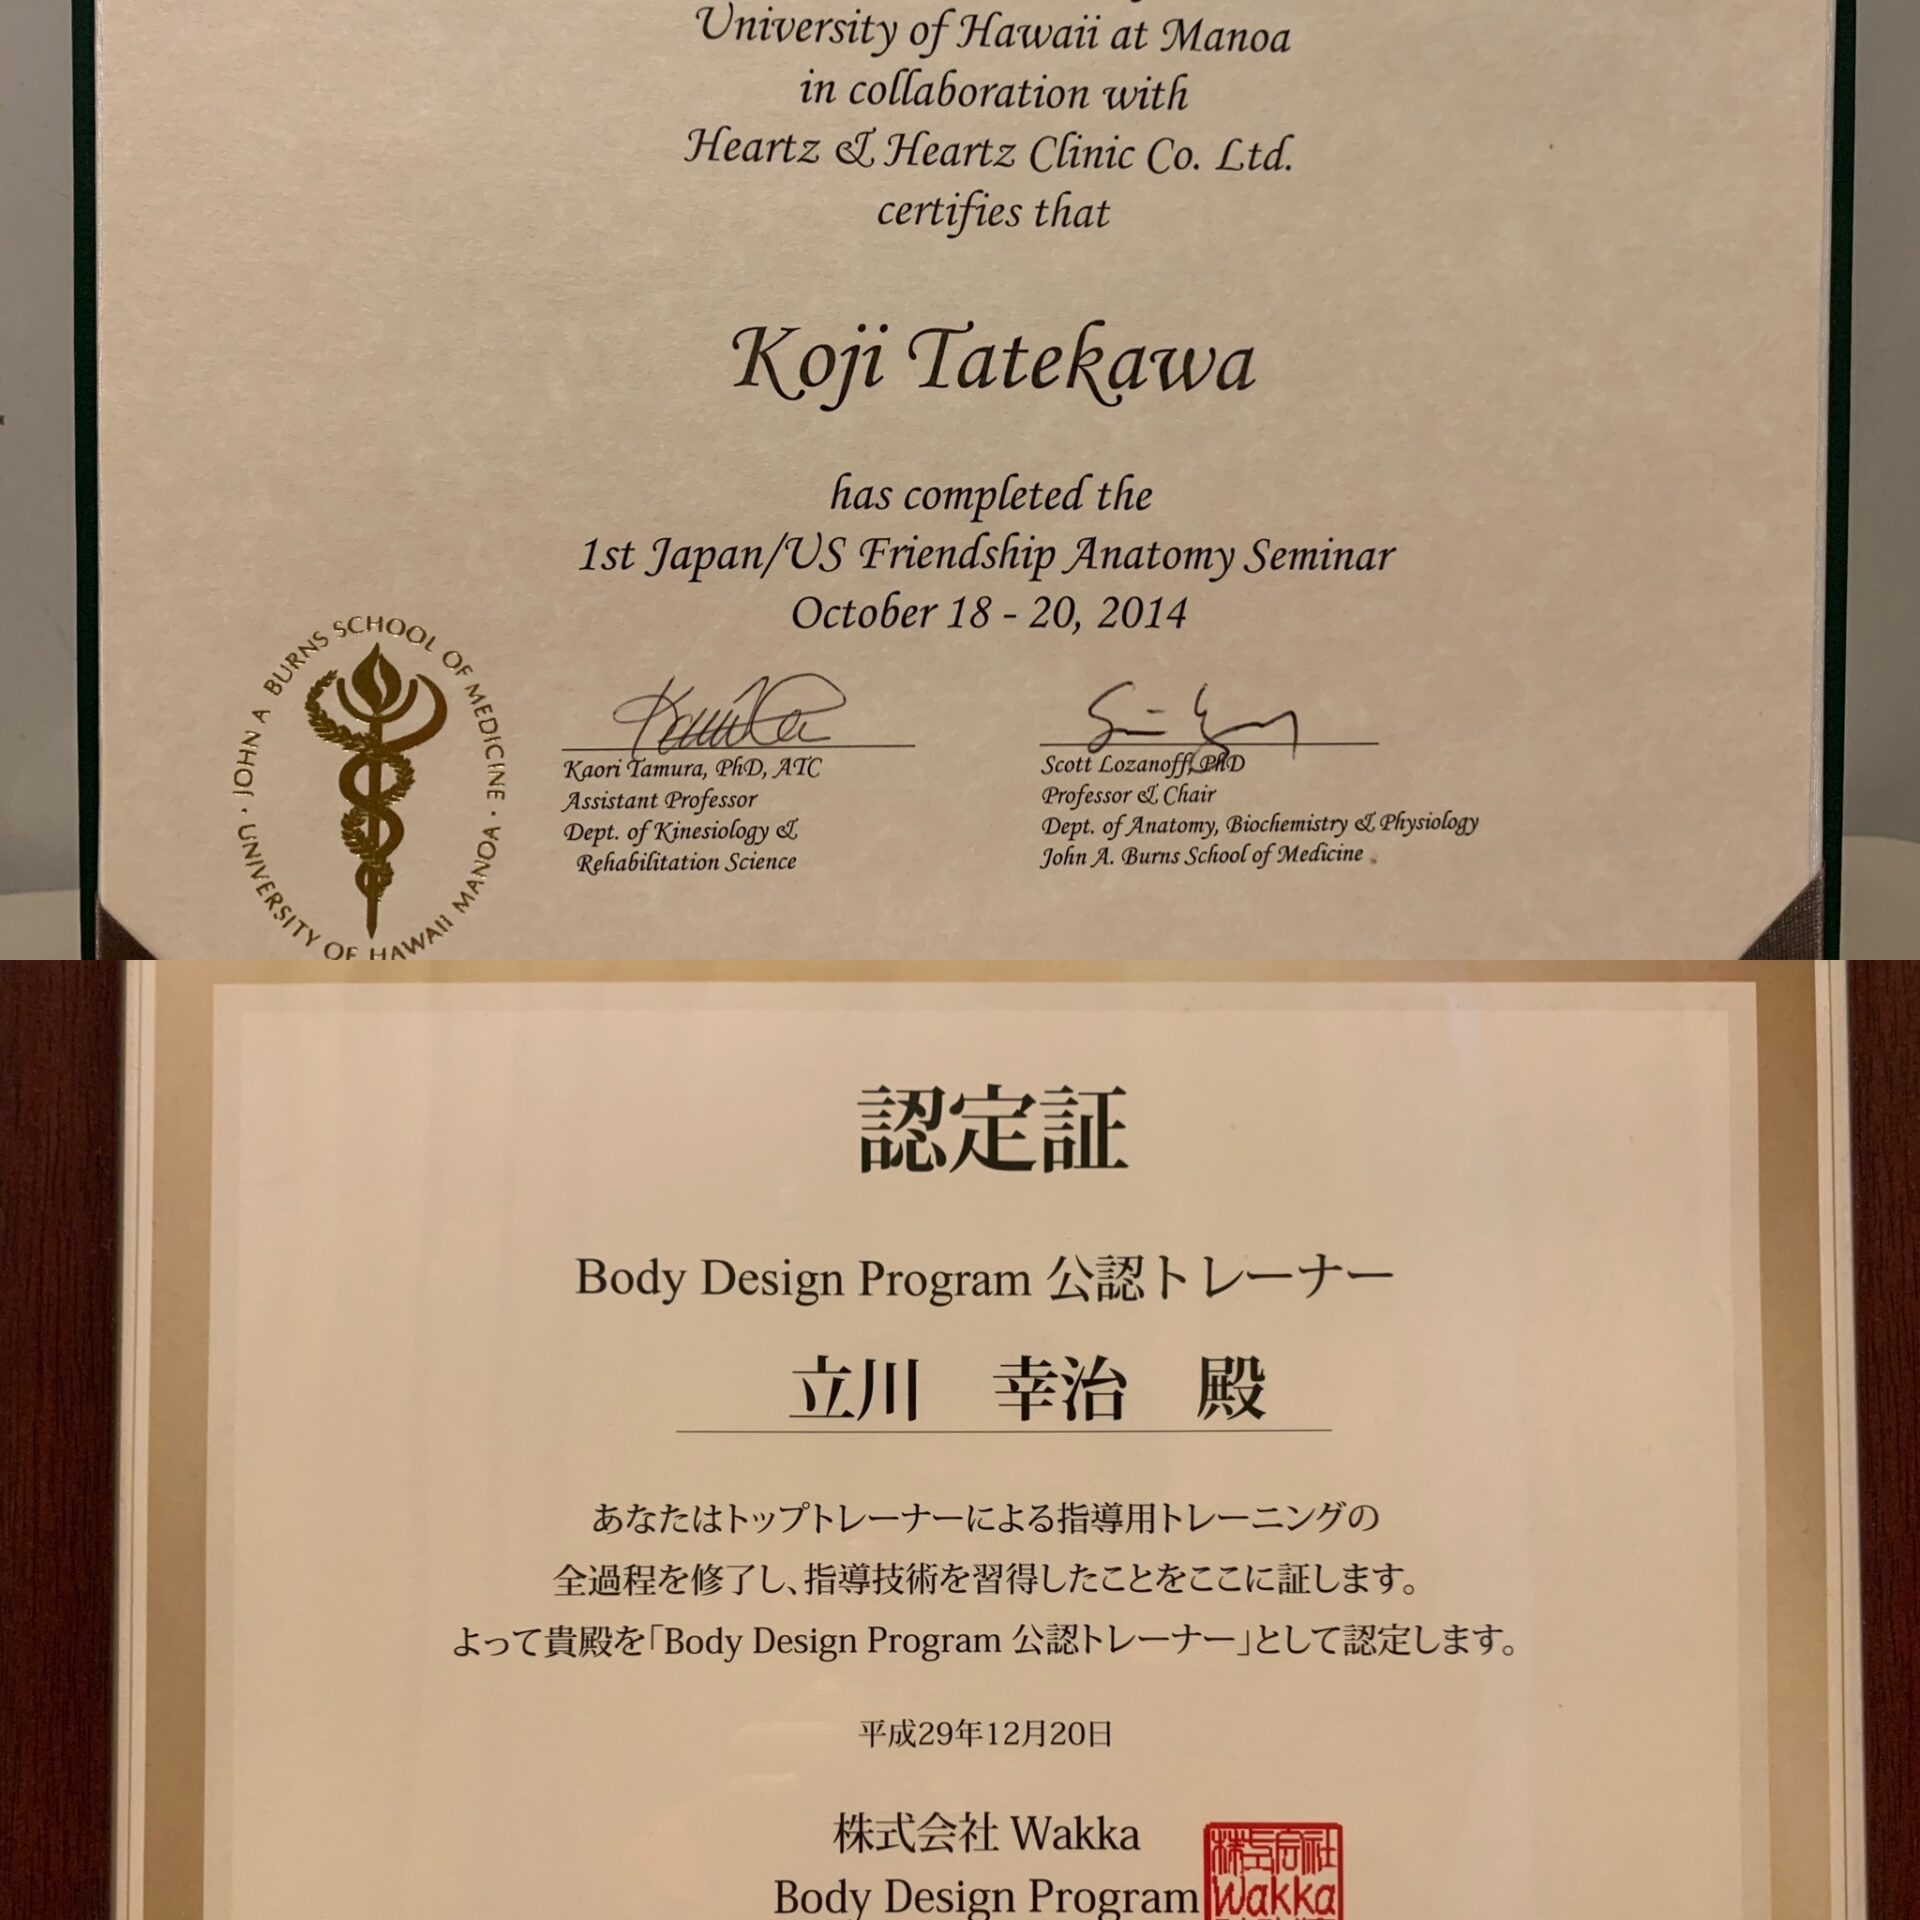 University of Hawaii at Manoa
in collaboration with
Heartz & Heartz Clinic Co. Ltd.
certifies that
Koji Tatekawa
has completed the
1st Japan/US Friendship Anatomy Seminar
October 18 - 20, 2014
JOHN A BURNS SCHOOL OF MEDICINE · UNIVERSITY OF HAWAII MANOA ·
Kaori Tamura, PhD, ATC
Assistant Professor
Dept. of Kinesiology &
Rehabilitation Science
Scott Lozanoff, PhD
Professor & Chair
Dept. of Anatomy, Biochemistry & Physiology
John A. Burns School of Medicine
認定証
Body Design Program 公認トレーナー
立川 幸治 殿
あなたはトップトレーナーによる指導用トレーニングの
全過程を修了し、指導技術を習得したことをここに証します。
よって貴殿を「Body Design Program 公認トレーナー」として認定します。
平成29年12月20日
株式会社 Wakka
Body Design Program
株式会社
Wakka